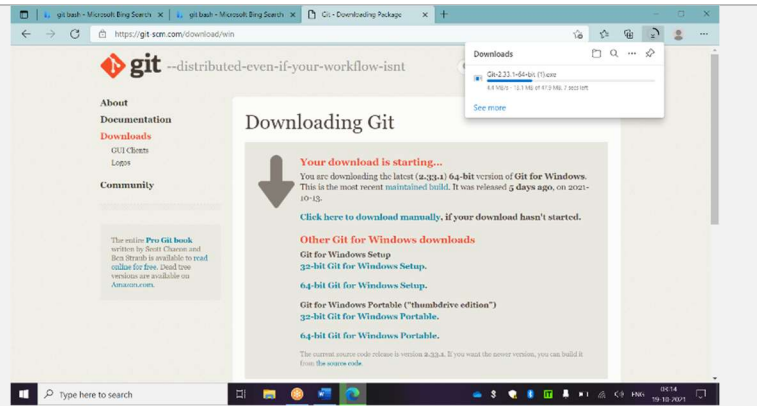 git bash - Microsoft Bing Search
git bash - Microsoft Bing Search
Git - Downloading Package
https://git-scm.com/download/win
git --distributed-even-if-your-workflow-isnt
Downloads
Git-2.33.1-64-bit (1).exe
See more
About
Documentation
Downloads
GUI Clients
Logos
Community
The entire Pro Git book
written by Scott Chacon and
Ben Straub is available to read
online for free. Dead tree
versions are available on
Amazon.com.
Downloading Git
Your download is starting...
You are downloading the latest (2.33.1) 64-bit version of Git for Windows.
This is the most recent maintained build. It was released 5 days ago, on 2021-
10-13.
Click here to download manually, if your download hasn't started.
Other Git for Windows downloads
Git for Windows Setup
32-bit Git for Windows Setup.
64-bit Git for Windows Setup.
Git for Windows Portable ("thumbdrive edition")
32-bit Git for Windows Portable.
64-bit Git for Windows Portable.
The current source code release is version 2.33.1. If you want the newer version, you can build it
from the source code.
Type here to search
ENG
03:14
19-10-2021